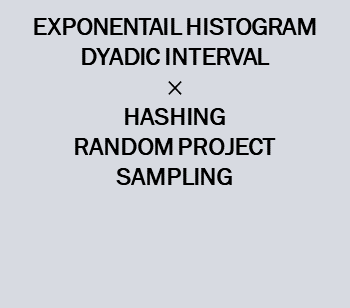 EXPONENTAIL HISTOGRAM
DYADIC INTERVAL
×
HASHING
RANDOM PROJECT
SAMPLING